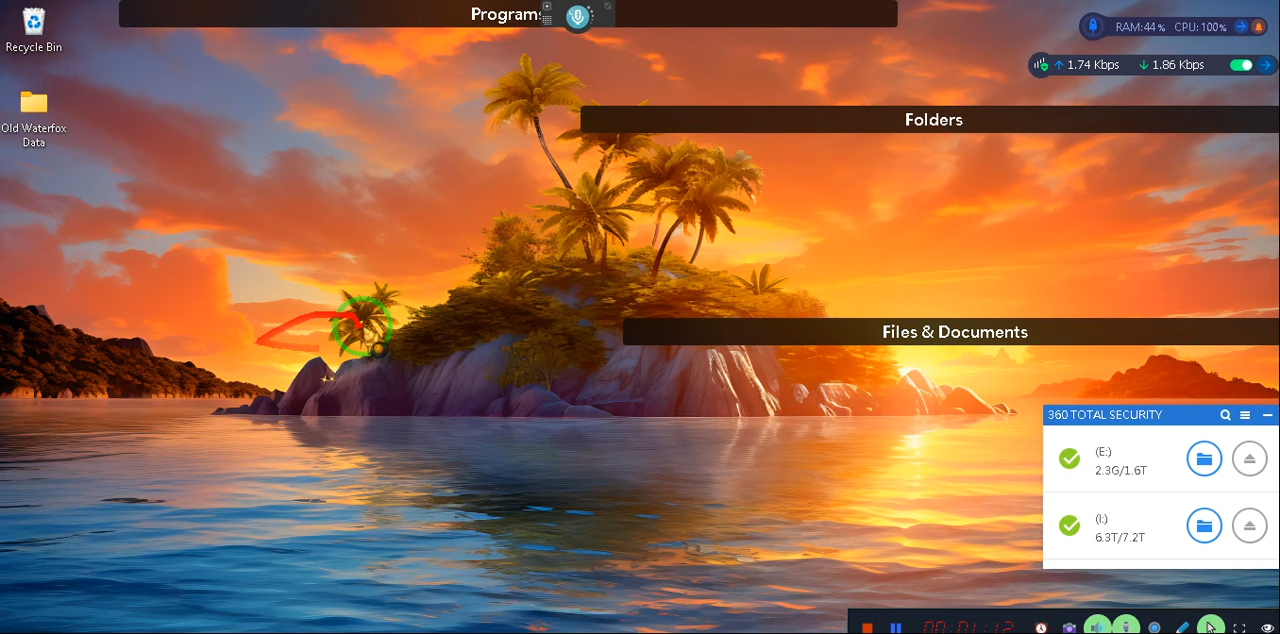 Programs
Recycle Bin
RAM:44% CPU:100%
1.74 Kbps 1.86 Kbps
Old Waterfox
Data
Folders
Files & Documents
360 TOTAL SECURITY
(E:)
2.3G/1.6T
(I:)
6.3T/7.2T
00:01:12